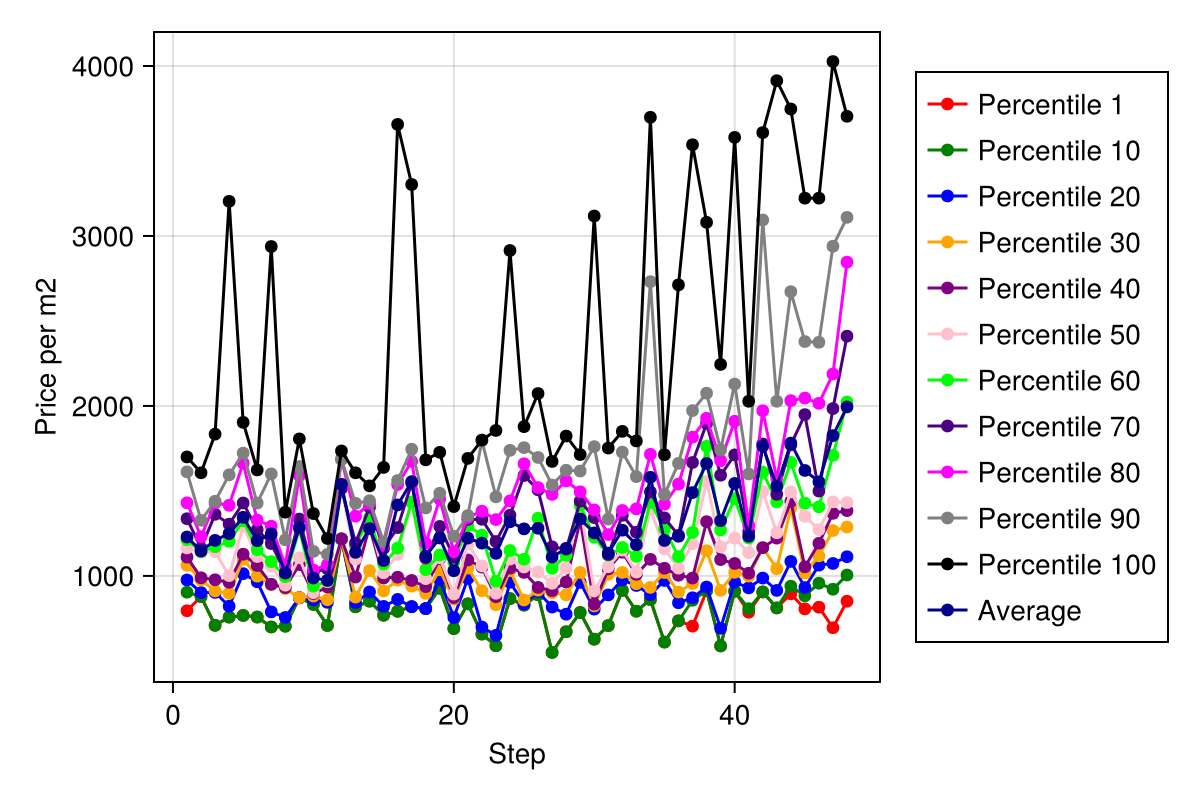 4000
3000
2000
1000
Price per m2
0
20
40
Step
Percentile 1
Percentile 10
Percentile 20
Percentile 30
Percentile 40
Percentile 50
Percentile 60
Percentile 70
Percentile 80
Percentile 90
Percentile 100
Average